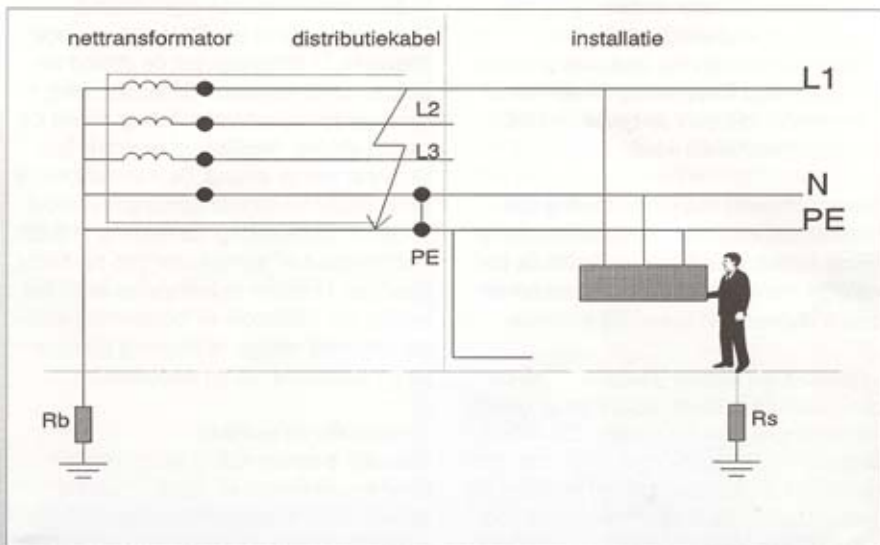 nettransformator distributiekabel installatie
L1
L2
L3
N
PE
PE
Rb
Rs